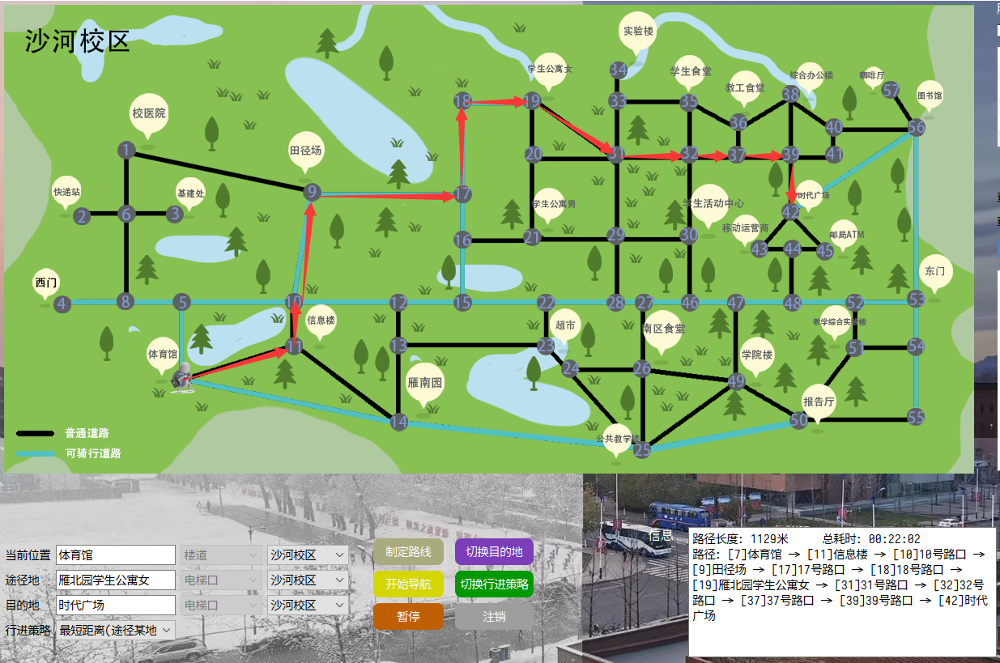 沙河校区
实验楼
学生公寓女
学生食堂
综合办公楼
咖啡厅
教工食堂
图书馆
34
57
18
19
33
35
38
校医院
36
40
56
田径场
1
20
31
32
37
39
41
快递站
基建处
9
17
学生公寓男
学生活动中心
时代广场
2
6
3
42
移动运营商
邮局ATM
16
21
29
30
43
44
45
西门
东门
4
8
5
10
12
15
22
28
27
46
47
48
52
53
信息楼
超市
南区食堂
教学综合实验楼
体育馆
11
13
23
学院楼
51
54
24
26
雁南园
49
报告厅
14
50
55
普通道路
公共教学楼
25
可骑行道路
当前位置 体育馆 楼道 沙河校区
途径地 雁北园学生公寓女 电梯口 沙河校区
目的地 时代广场 电梯口 沙河校区
行进策略 最短距离(途径某地
制定路线 切换目的地
开始导航 切换行进策略
暂停 注销
信息
路径长度: 1129米 总耗时: 00:22:02
路径: [7]体育馆 → [11]信息楼 → [10]10号路口 →
[9]田径场 → [17]17号路口 → [18]18号路口 →
[19]雁北园学生公寓女 → [31]31号路口 → [32]32号
路口 → [37]37号路口 → [39]39号路口 → [42]时代
广场